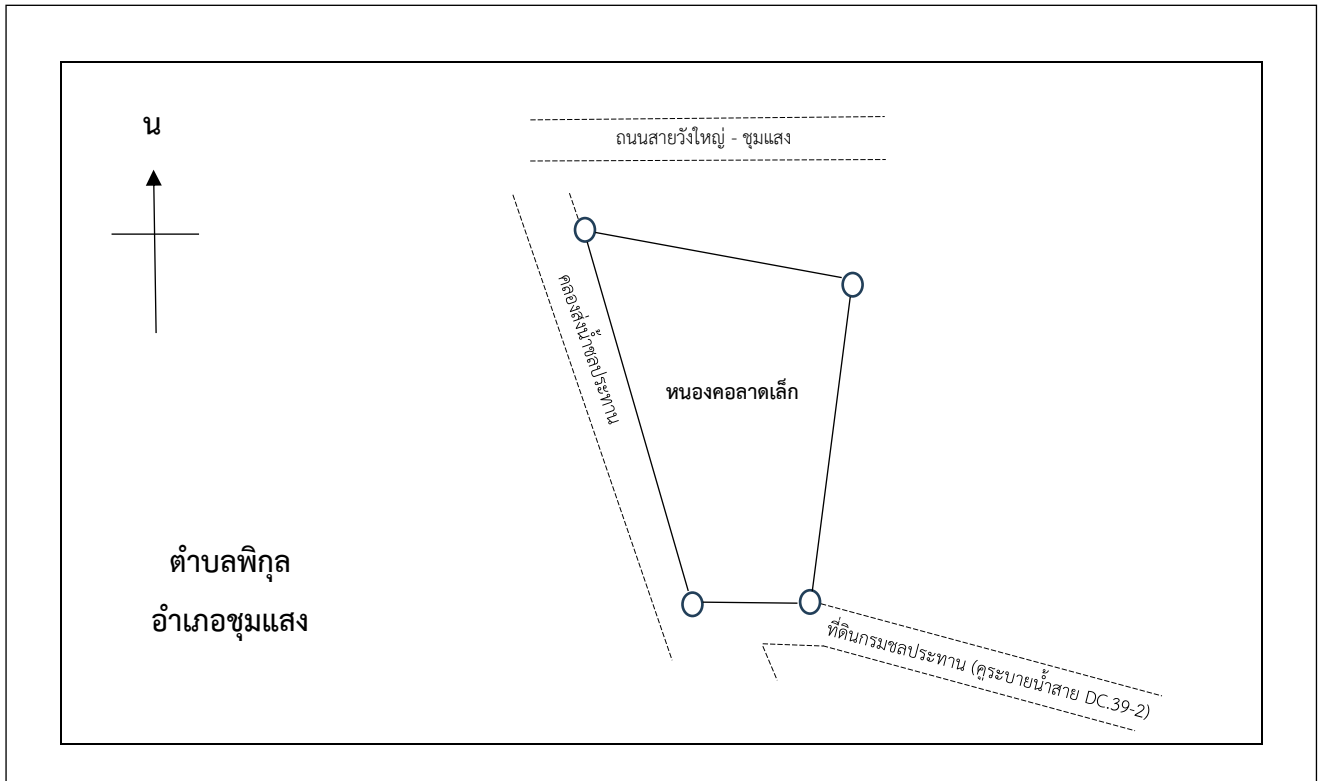 น
ถนนสายวังใหญ่ - ชุมแสง
คลองส่งน้ำชลประทาน
หนองคอลาดเล็ก
ตำบลพิกุล
อำเภอชุมแสง
ที่ดินกรมชลประทาน (คูระบายน้ำสาย DC.39-2)